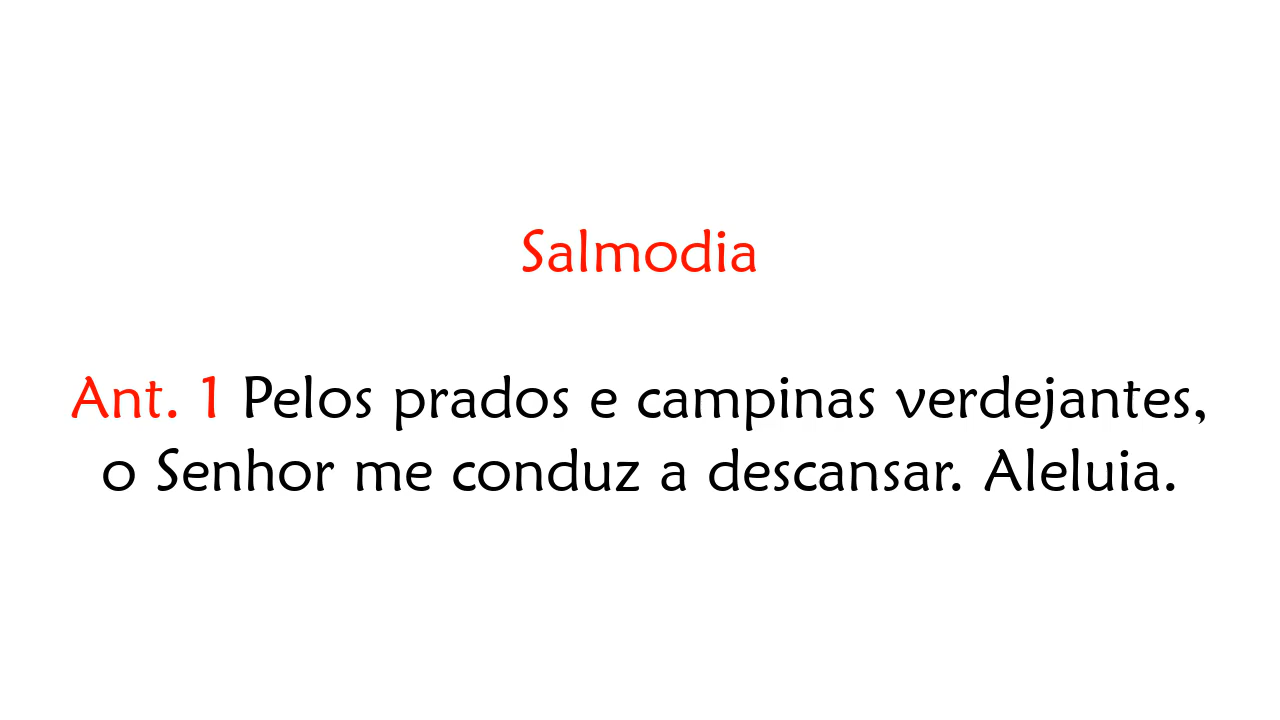 Salmodia
Ant. 1 Pelos prados e campinas verdejantes,
o Senhor me conduz a descansar. Aleluia.